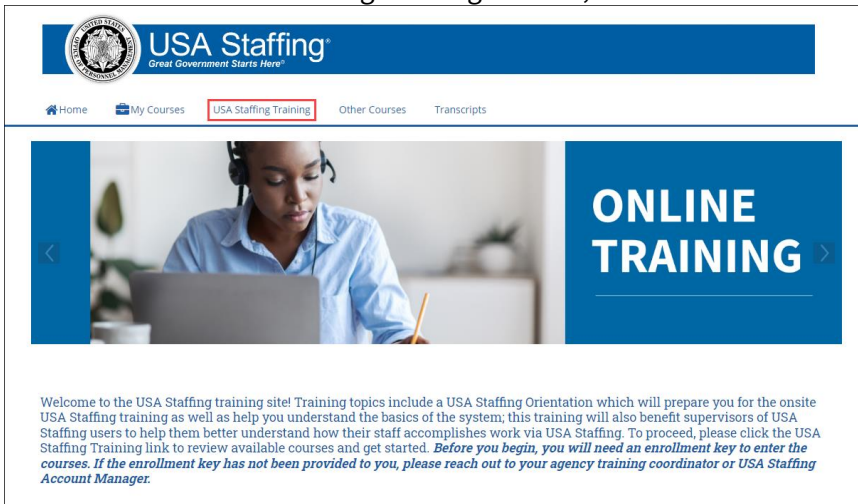 UNITED STATES
OFFICE OF PERSONNEL MANAGEMENT
USA Staffing®
Great Government Starts Here®
Home My Courses USA Staffing Training Other Courses Transcripts
ONLINE
TRAINING
Welcome to the USA Staffing training site! Training topics include a USA Staffing Orientation which will prepare you for the onsite
USA Staffing training as well as help you understand the basics of the system; this training will also benefit supervisors of USA
Staffing users to help them better understand how their staff accomplishes work via USA Staffing. To proceed, please click the USA
Staffing Training link to review available courses and get started. Before you begin, you will need an enrollment key to enter the
courses. If the enrollment key has not been provided to you, please reach out to your agency training coordinator or USA Staffing
Account Manager.